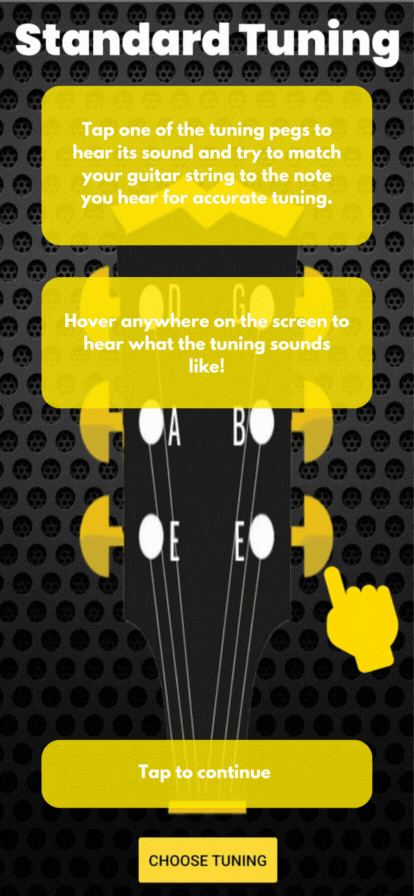 Standard Tuning
Tap one of the tuning pegs to
hear its sound and try to match
your guitar string to the note
you hear for accurate tuning.
D G
Hover anywhere on the screen to
hear what the tuning sounds
like!
A B
E E
Tap to continue
CHOOSE TUNING